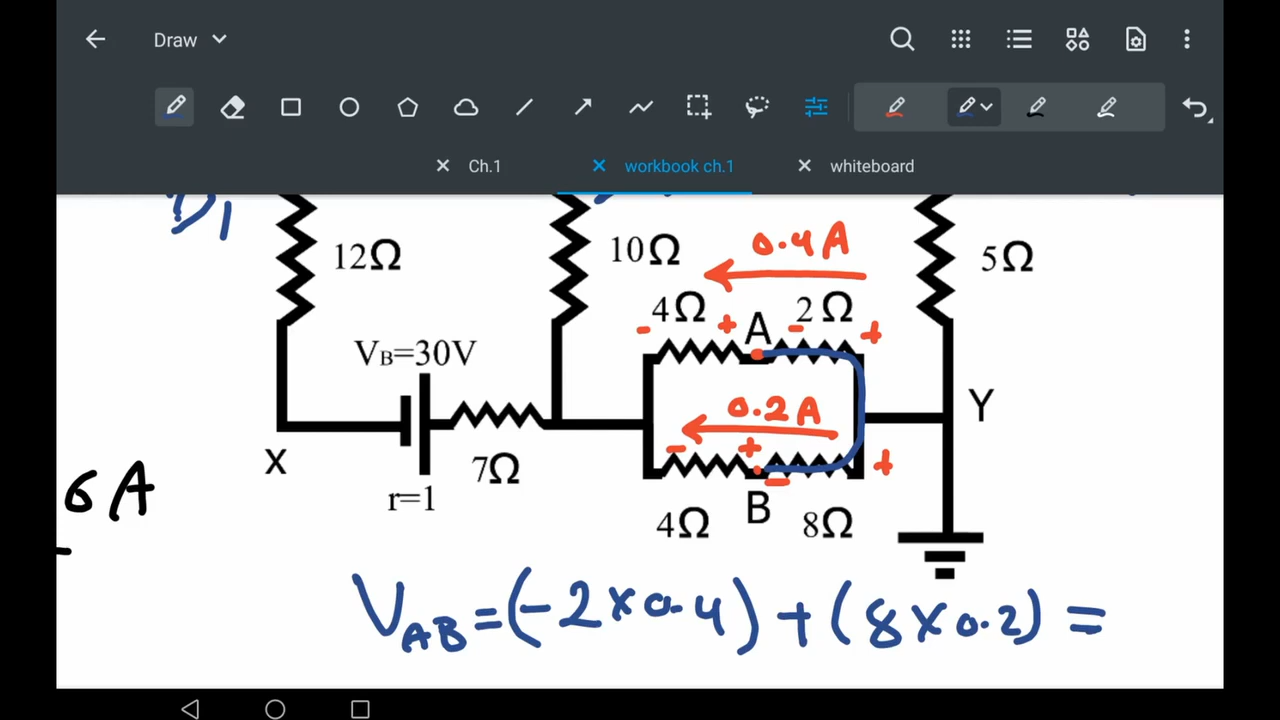 Draw
Ch.1
workbook ch.1
whiteboard
D1
12Ω
10Ω
0.4A
5Ω
4Ω
2Ω
- + A - +
VB=30V
0.2A
Y
- + +
X
7Ω
-
6A
r=1
4Ω
B
8Ω
VAB=(-2×0.4)+(8×0.2)=